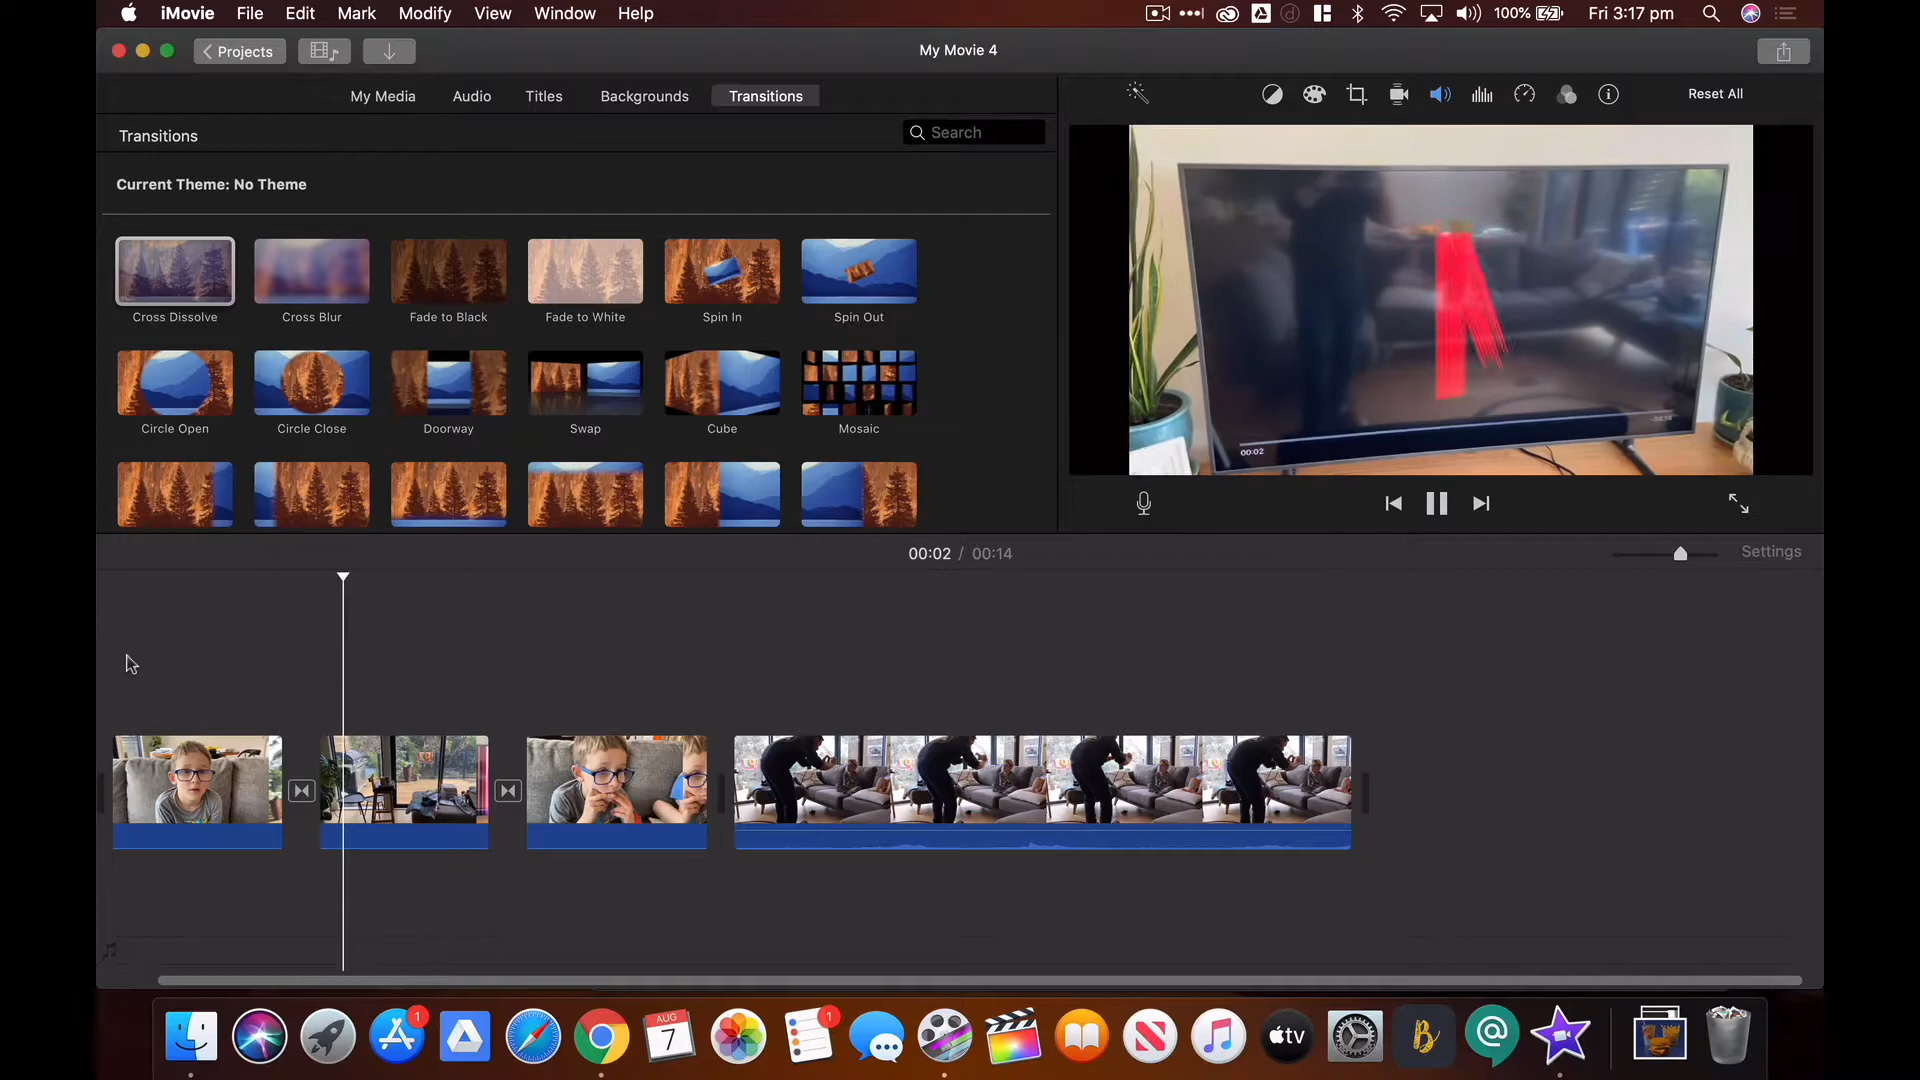 iMovie File Edit Mark Modify View Window Help 100% Fri 3:17 pm
Projects My Movie 4
My Media Audio Titles Backgrounds Transitions Reset All
Transitions Search
Current Theme: No Theme
Cross Dissolve Cross Blur Fade to Black Fade to White Spin In Spin Out
Circle Open Circle Close Doorway Swap Cube Mosaic
00:02
00:02 / 00:14 Settings
1 AUG 7 1 tv